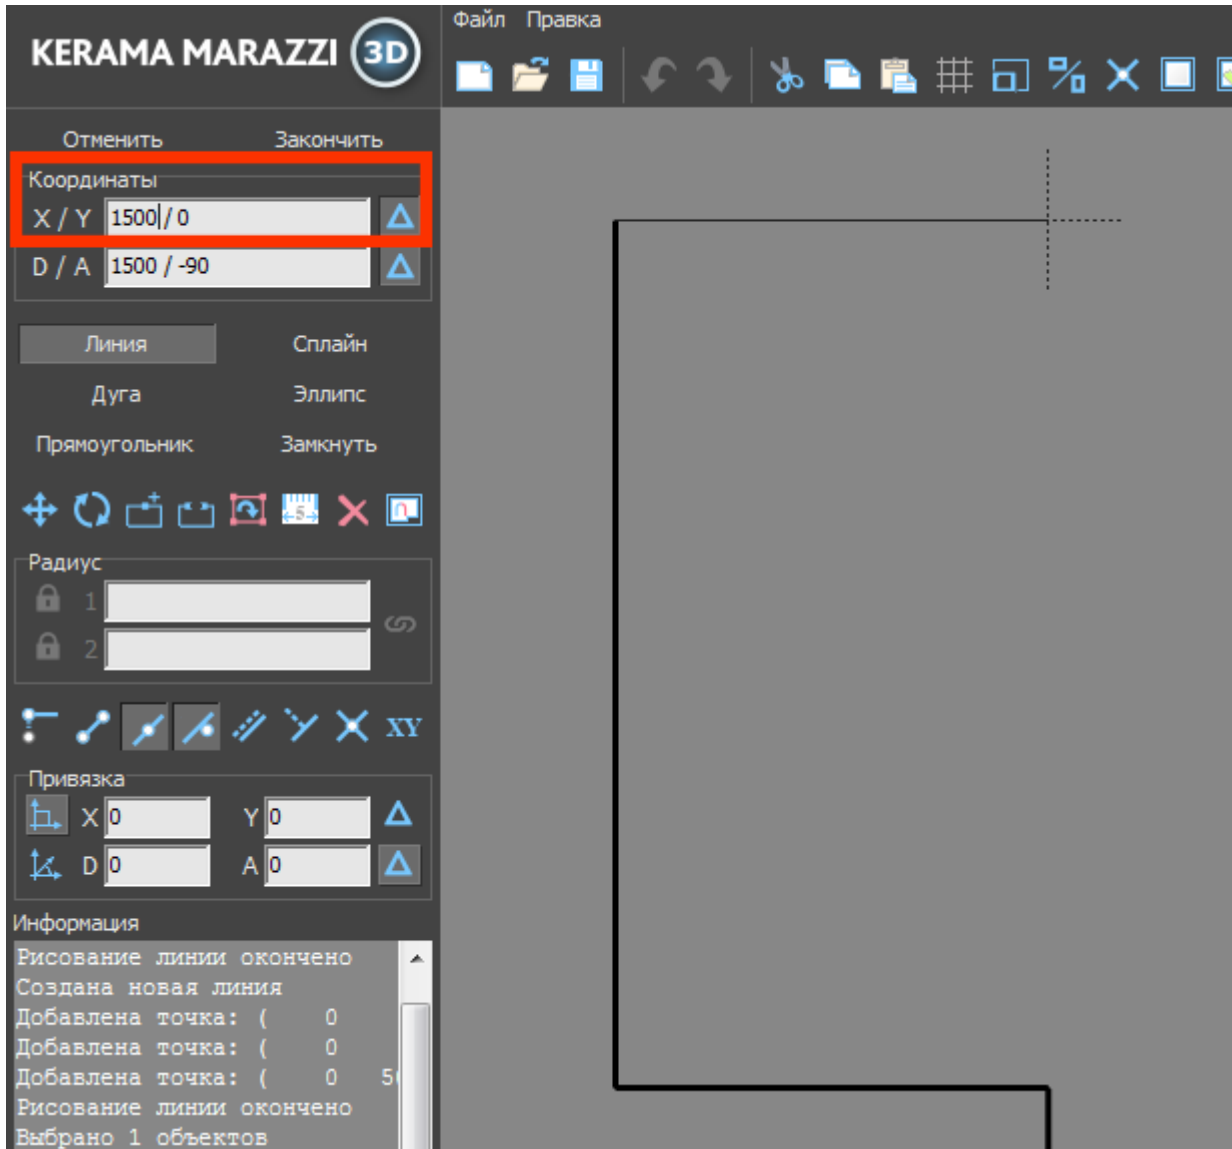 KERAMA MARAZZI 3D
Файл Правка
Отменить Закончить
Координаты
X / Y 1500 / 0
D / A 1500 / -90
Линия Сплайн
Дуга Эллипс
Прямоугольник Замкнуть
5
Радиус
1
2
XY
Привязка
X 0 Y 0
D 0 A 0
Информация
Рисование линии окончено
Создана новая линия
Добавлена точка: ( 0
Добавлена точка: ( 0
Добавлена точка: ( 0 5
Рисование линии окончено
Выбрано 1 объектов